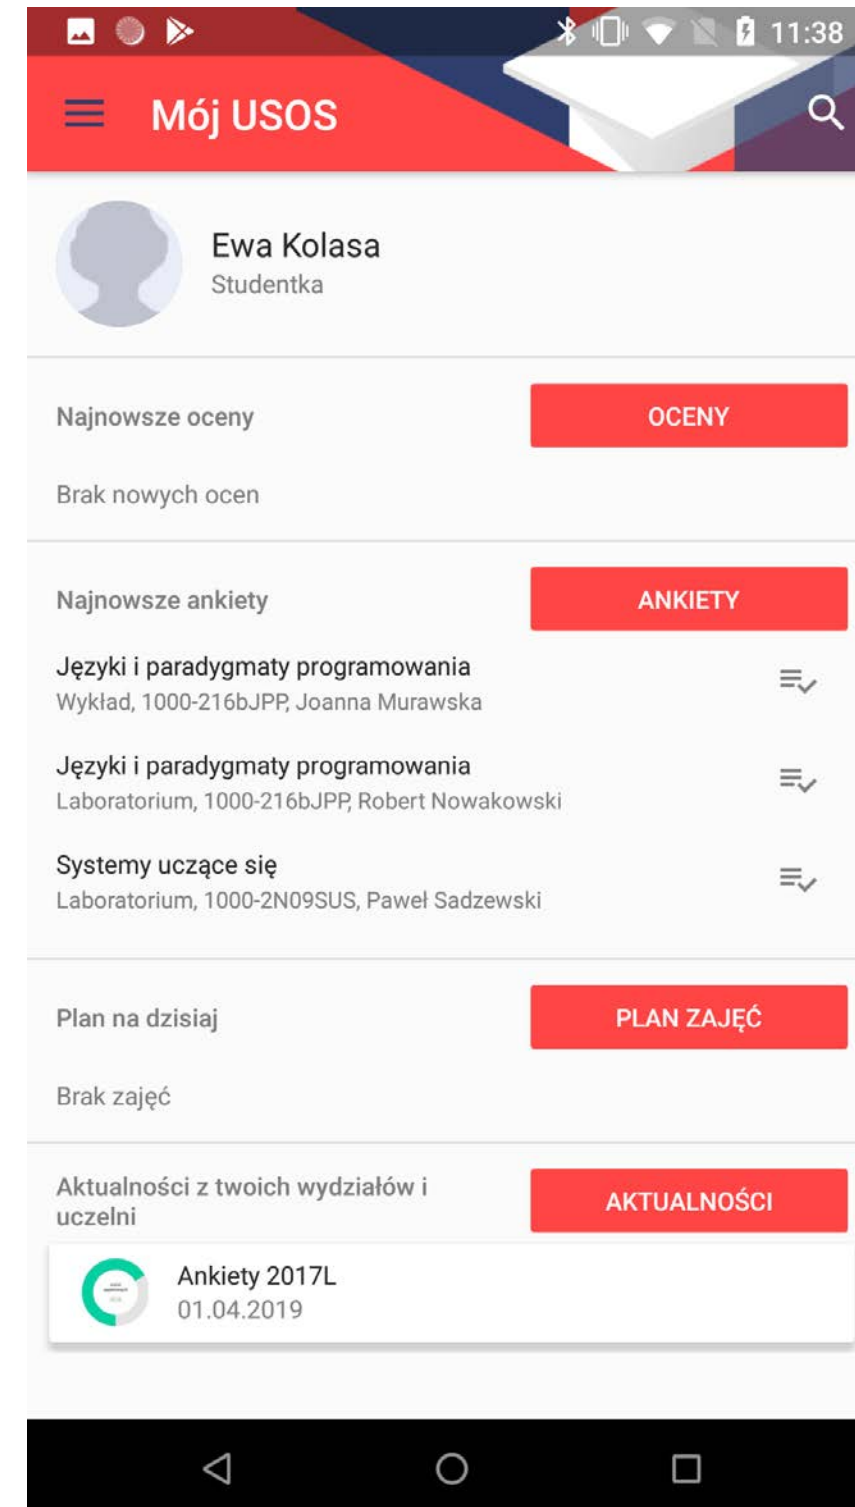 11:38
Mój USOS
Ewa Kolasa
Studentka
Najnowsze oceny
OCENY
Brak nowych ocen
Najnowsze ankiety
ANKIETY
Języki i paradygmaty programowania
Wykład, 1000-216bJPP, Joanna Murawska
Języki i paradygmaty programowania
Laboratorium, 1000-216bJPP, Robert Nowakowski
Systemy uczące się
Laboratorium, 1000-2N09SUS, Paweł Sadzewski
Plan na dzisiaj
PLAN ZAJĘĆ
Brak zajęć
Aktualności z twoich wydziałów i
uczelni
AKTUALNOŚCI
Ankiety 2017L
01.04.2019